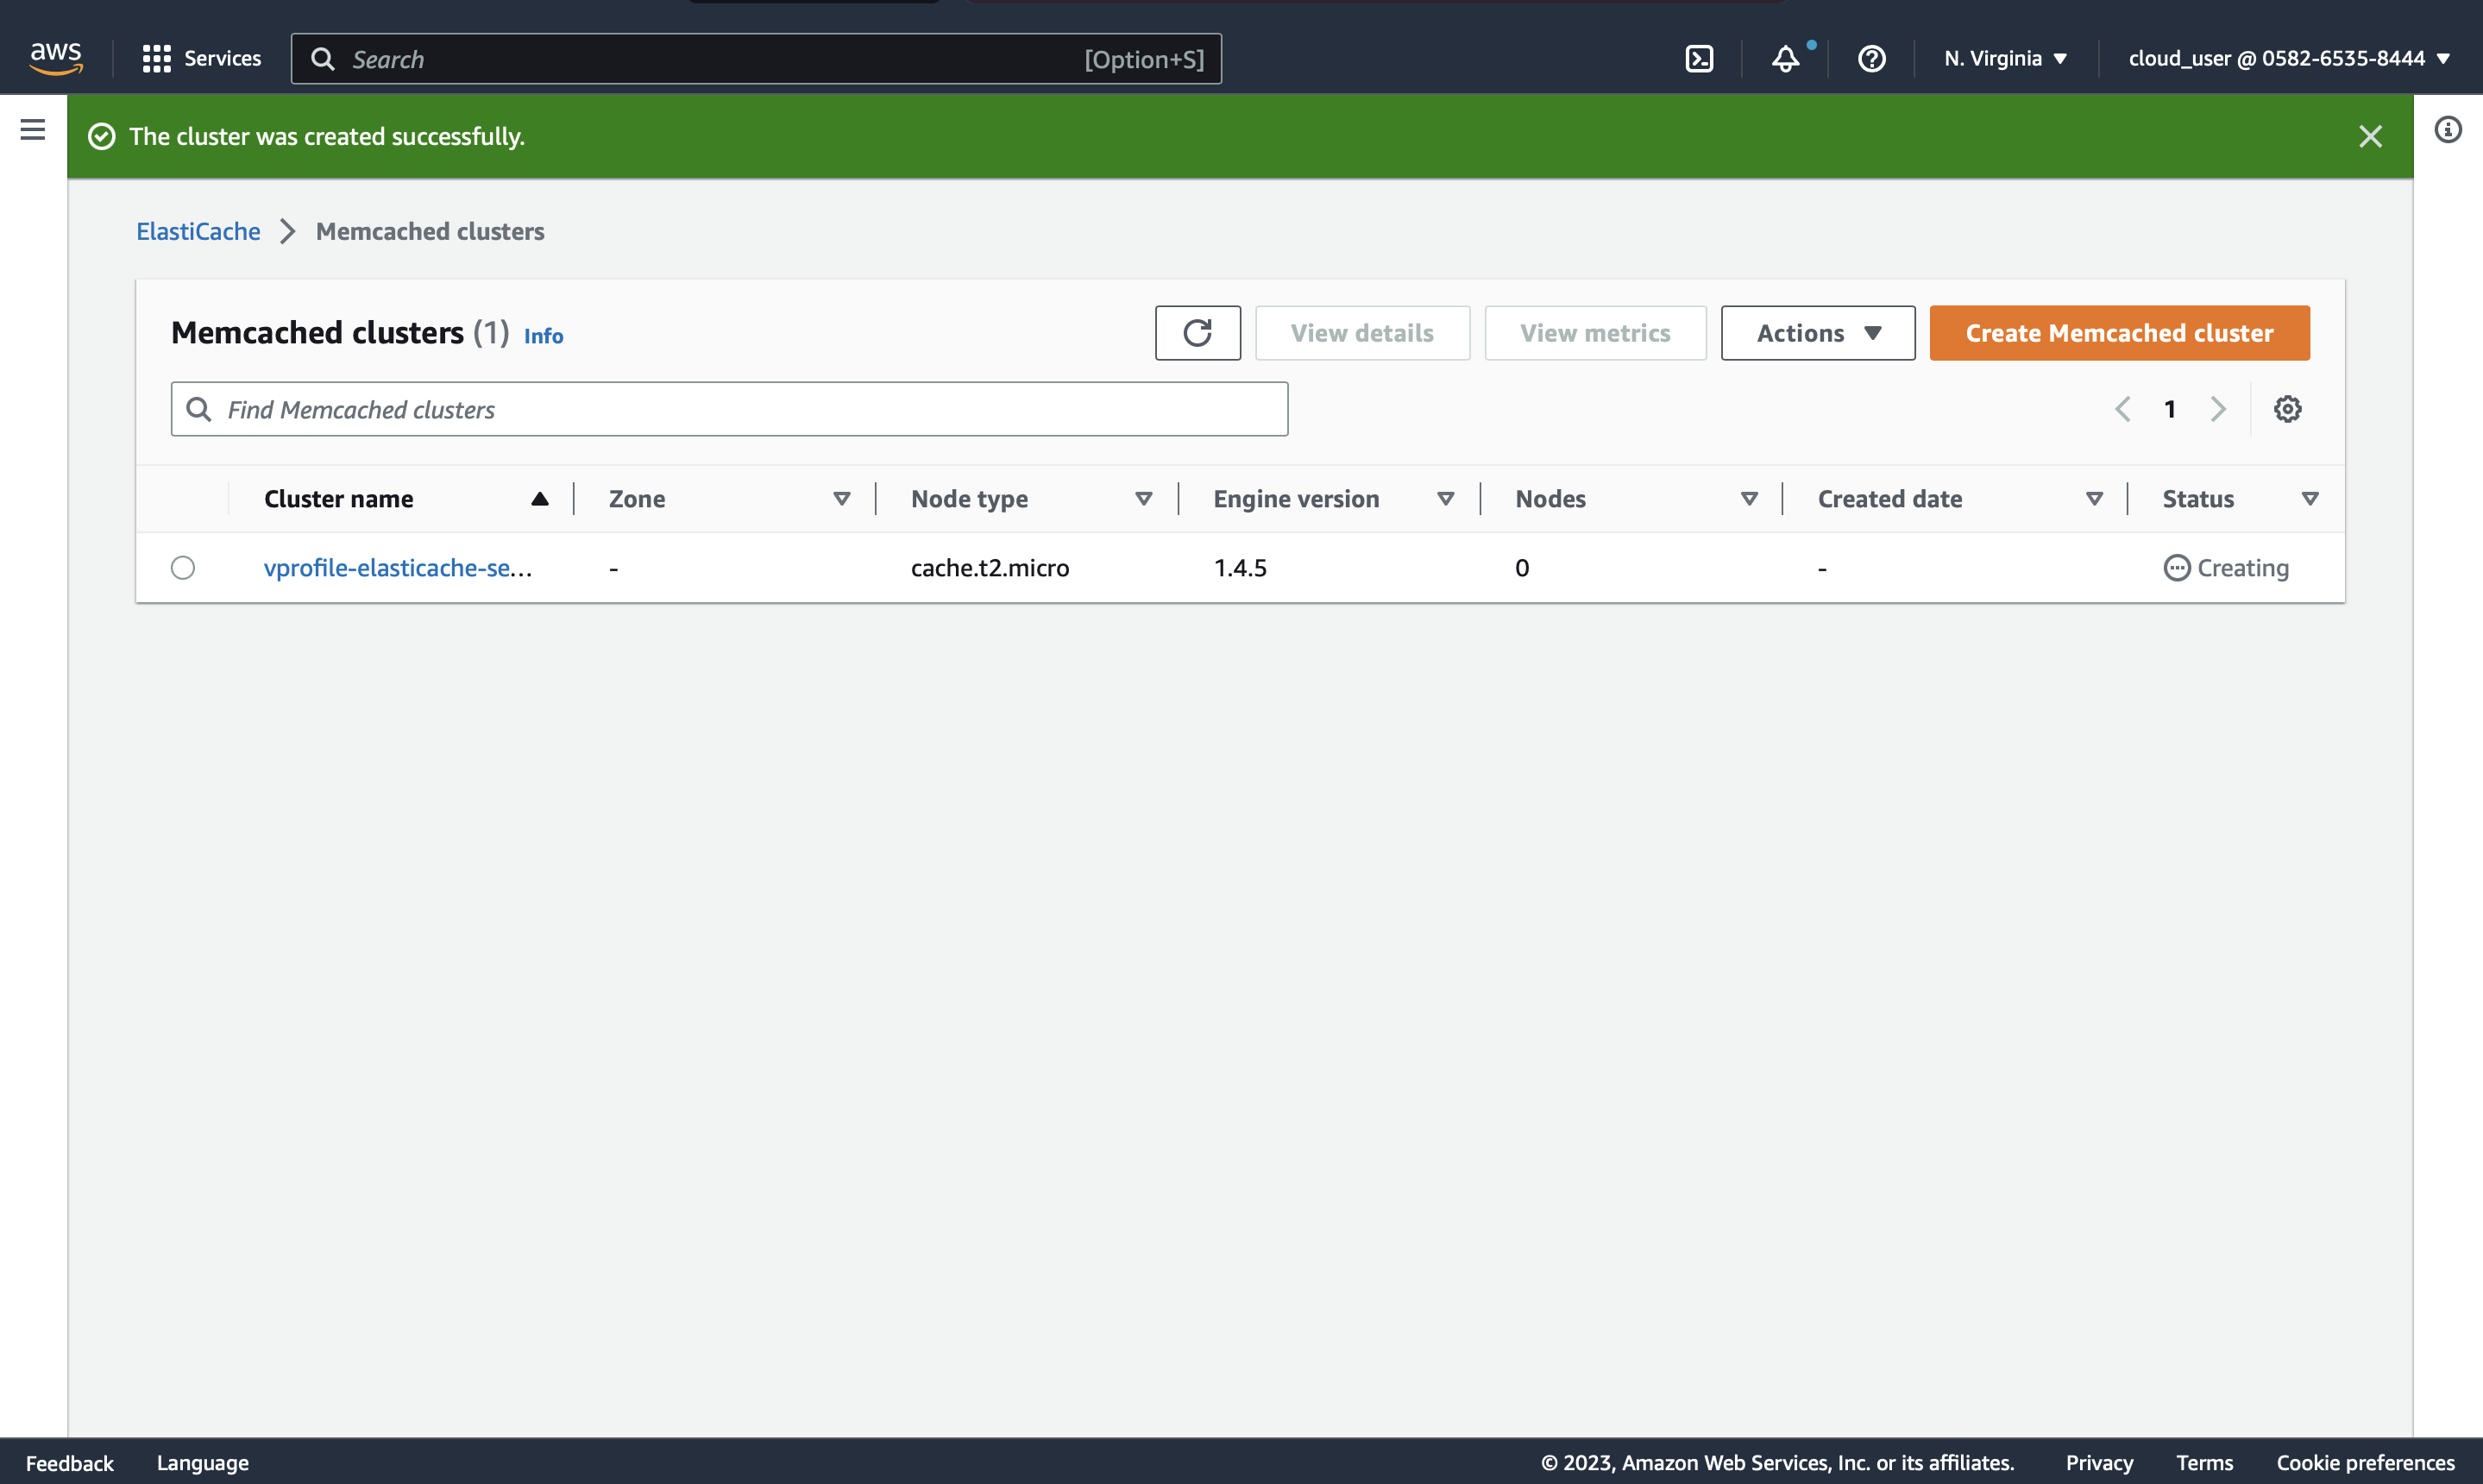 aws Services Search [Option+S] N. Virginia cloud_user @ 0582-6535-8444
The cluster was created successfully.
ElastiCache Memcached clusters
Memcached clusters (1) Info View details View metrics Actions Create Memcached cluster
Find Memcached clusters 1
Cluster name Zone Node type Engine version Nodes Created date Status
vprofile-elasticache-se... - cache.t2.micro 1.4.5 0 - Creating
Feedback Language © 2023, Amazon Web Services, Inc. or its affiliates. Privacy Terms Cookie preferences